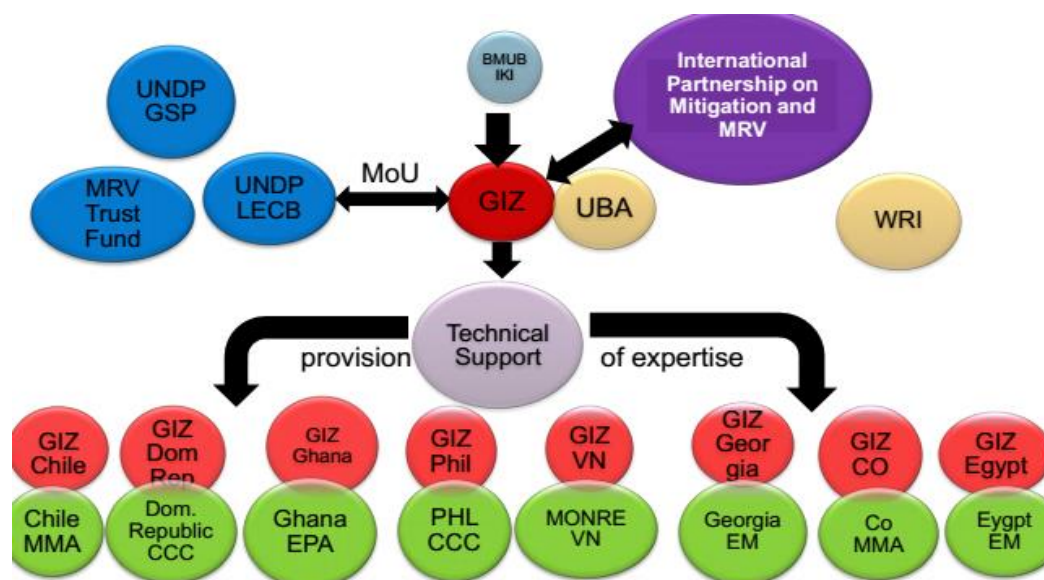 UNDP
GSP
BMUB
IKI
International
Partnership on
Mitigation and
MRV
MRV
Trust
Fund
UNDP
LECB
MoU
GIZ
UBA
WRI
Technical
Support
provision
of expertise
GIZ
Chile
GIZ
Dom
Rep
GIZ
Ghana
GIZ
Phil
GIZ
VN
GIZ
Geor
gia
GIZ
CO
GIZ
Egypt
Chile
MMA
Dom.
Republic
CCC
Ghana
EPA
PHL
CCC
MONRE
VN
Georgia
EM
Co
MMA
Eygpt
EM